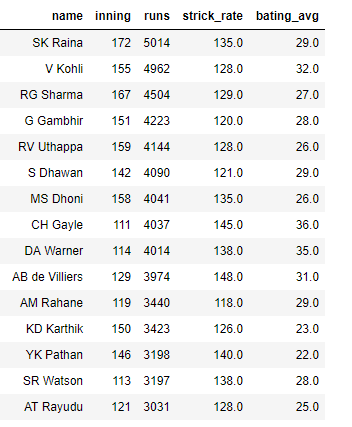 name inning runs strick_rate bating_avg
SK Raina 172 5014 135.0 29.0
V Kohli 155 4962 128.0 32.0
RG Sharma 167 4504 129.0 27.0
G Gambhir 151 4223 120.0 28.0
RV Uthappa 159 4144 128.0 26.0
S Dhawan 142 4090 121.0 29.0
MS Dhoni 158 4041 135.0 26.0
CH Gayle 111 4037 145.0 36.0
DA Warner 114 4014 138.0 35.0
AB de Villiers 129 3974 148.0 31.0
AM Rahane 119 3440 118.0 29.0
KD Karthik 150 3423 126.0 23.0
YK Pathan 146 3198 140.0 22.0
SR Watson 113 3197 138.0 28.0
AT Rayudu 121 3031 128.0 25.0